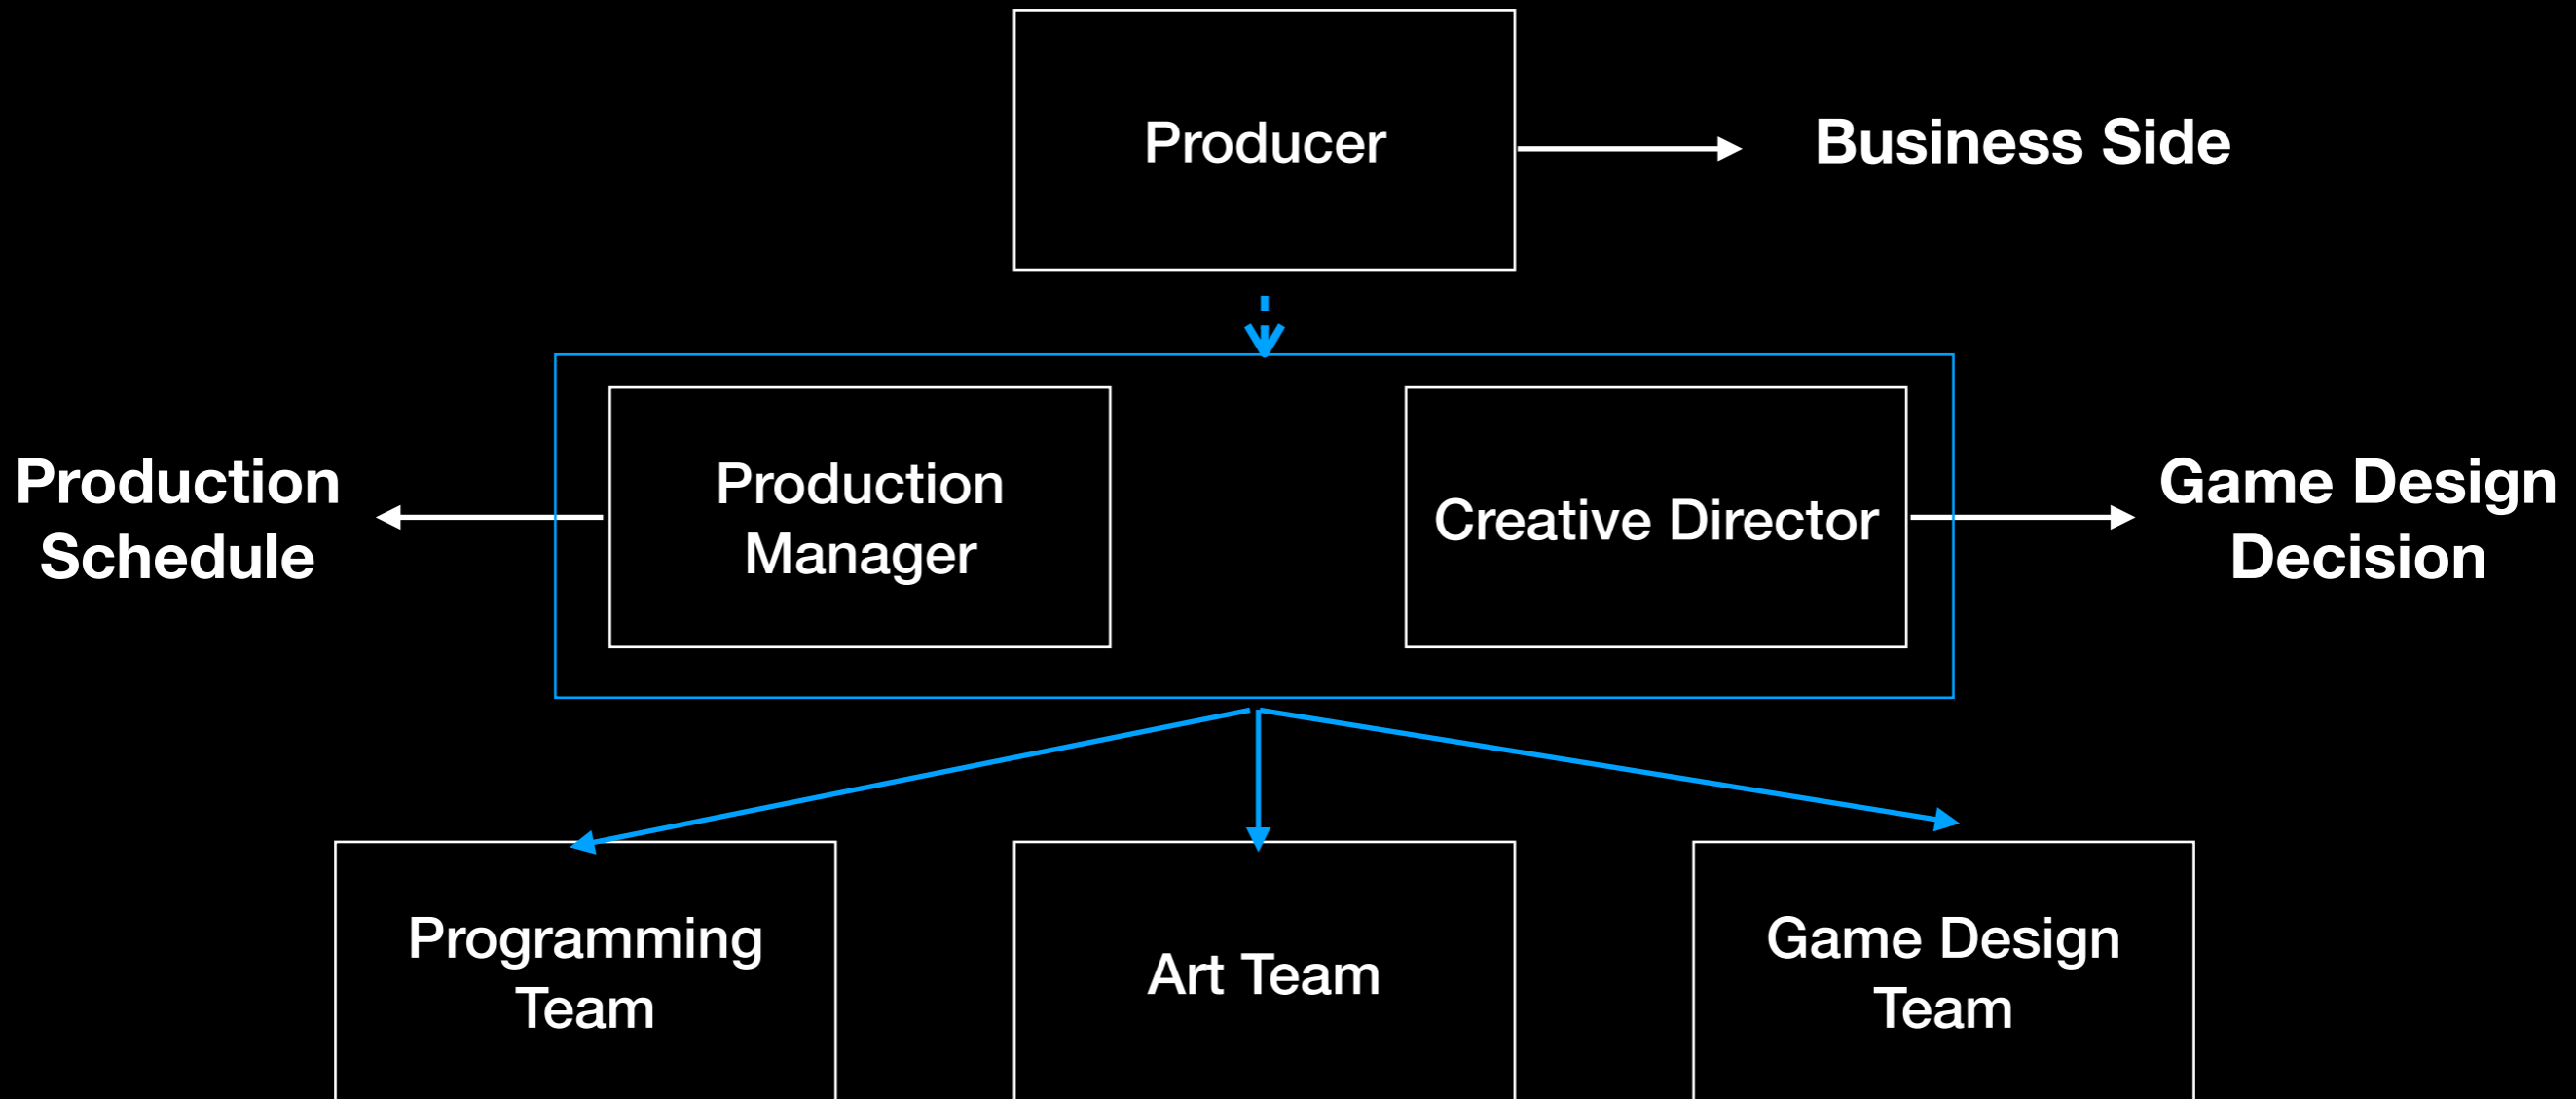 Producer
Business Side
Production
Schedule
Production
Manager
Creative Director
Game Design
Decision
Programming
Team
Art Team
Game Design
Team